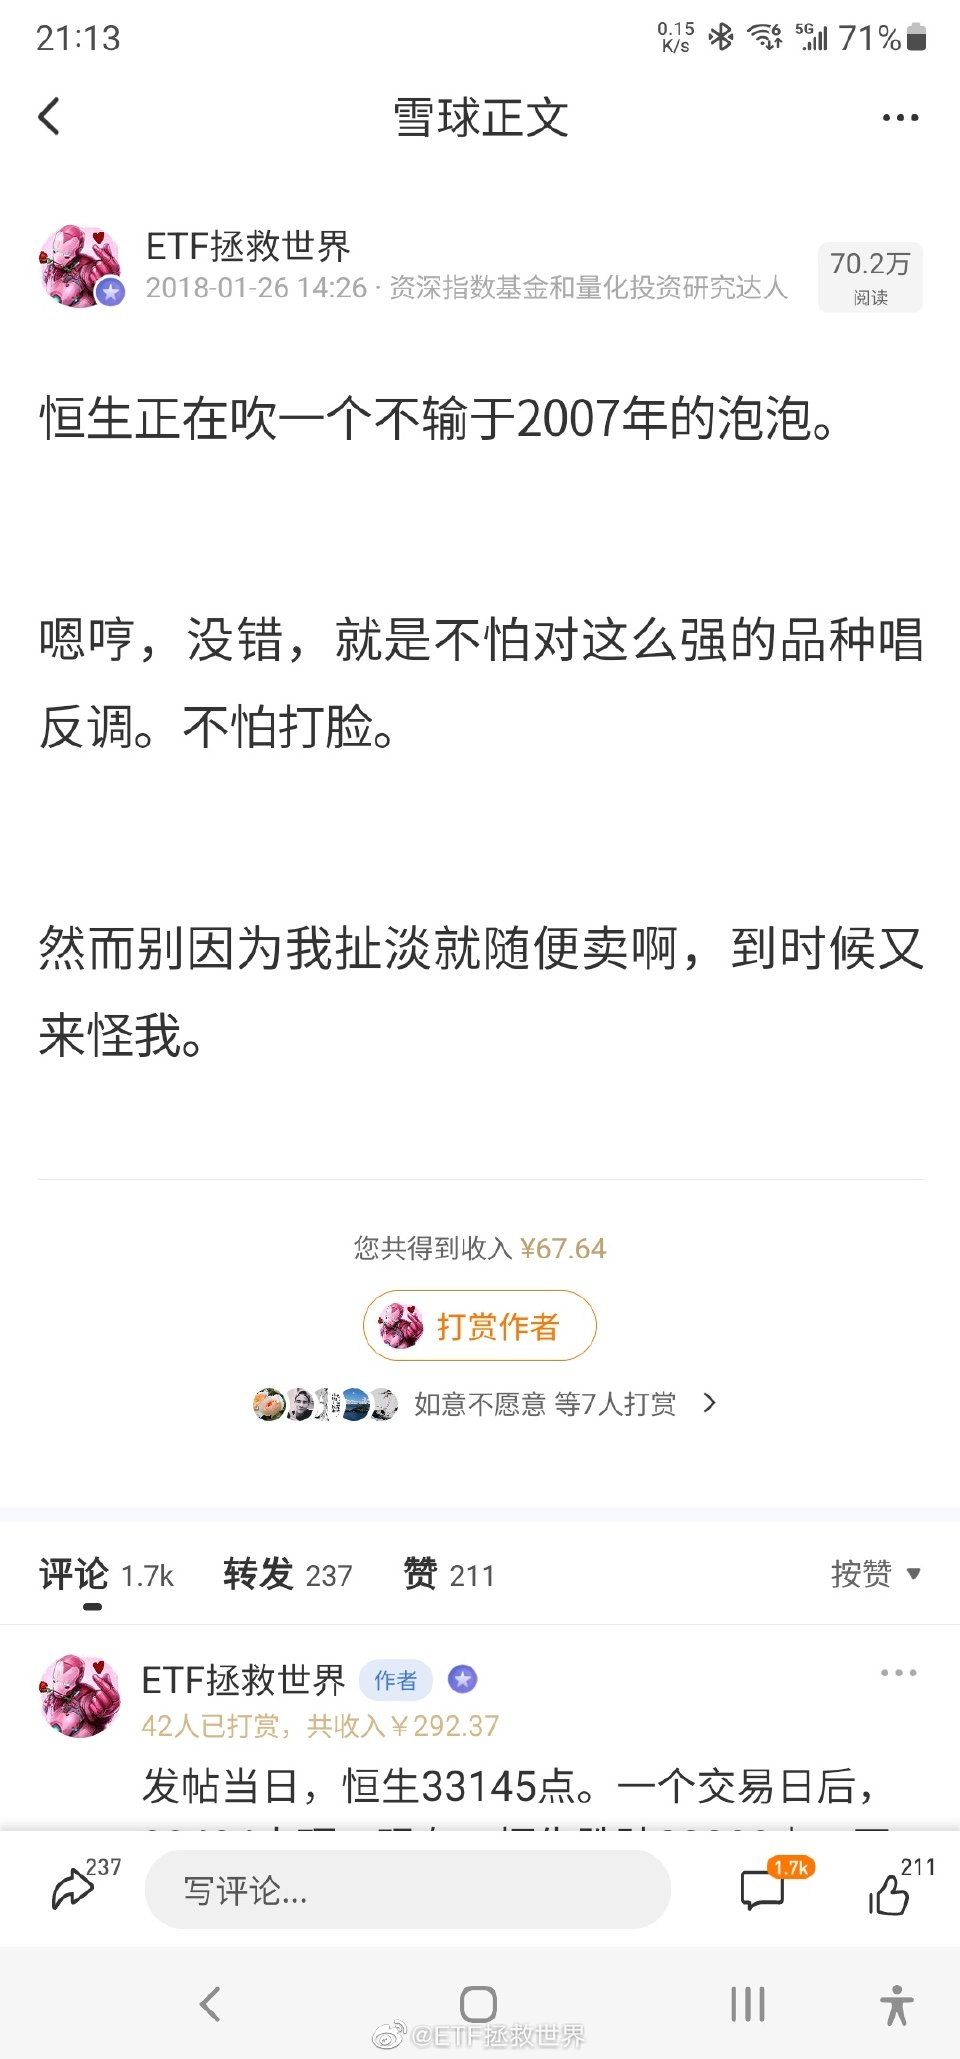 21:13
0.15 K/s
5G
71%
雪球正文
ETF拯救世界
2018-01-26 14:26 · 资深指数基金和量化投资研究达人
70.2万
阅读
恒生正在吹一个不输于2007年的泡泡。
嗯哼，没错，就是不怕对这么强的品种唱
反调。不怕打脸。
然而别因为我扯淡就随便卖啊，到时候又
来怪我。
您共得到收入 ¥67.64
打赏作者
如意不愿意 等7人打赏
评论 1.7k 转发 237 赞 211
按赞
ETF拯救世界 作者
42人已打赏，共收入￥292.37
发帖当日，恒生33145点。一个交易日后，
237
写评论...
1.7k
211
@ETF拯救世界